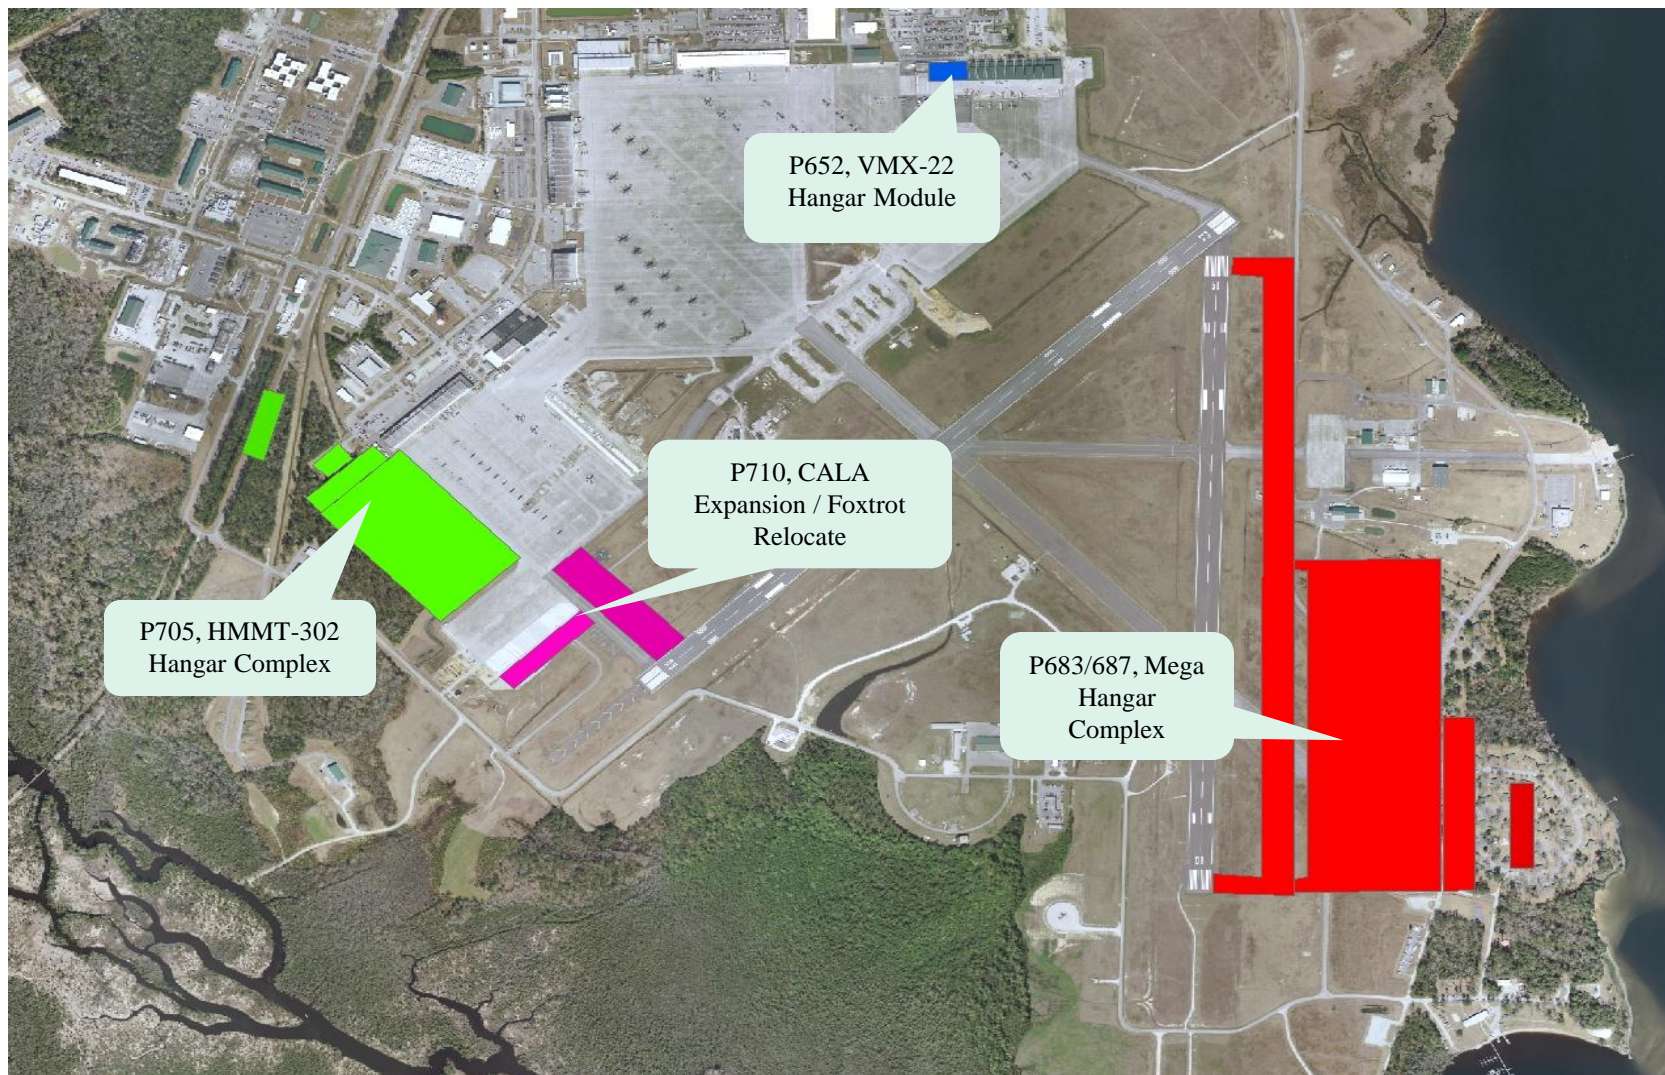 P652, VMX-22
Hangar Module
P710, CALA
Expansion / Foxtrot
Relocate
P705, HMMT-302
Hangar Complex
P683/687, Mega
Hangar
Complex